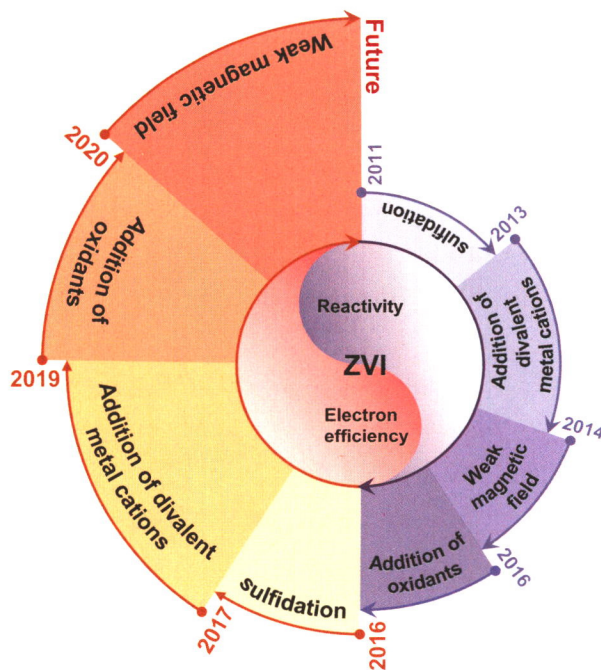 Future
Weak magnetic field
2011
sulfidation
2013
Addition of
divalent
metal cations
2014
Weak
magnetic
field
2016
Addition of
oxidants
2016
sulfidation
2017
Addition of divalent
metal cations
2019
Addition of
oxidants
2020
Reactivity
ZVI
Electron
efficiency